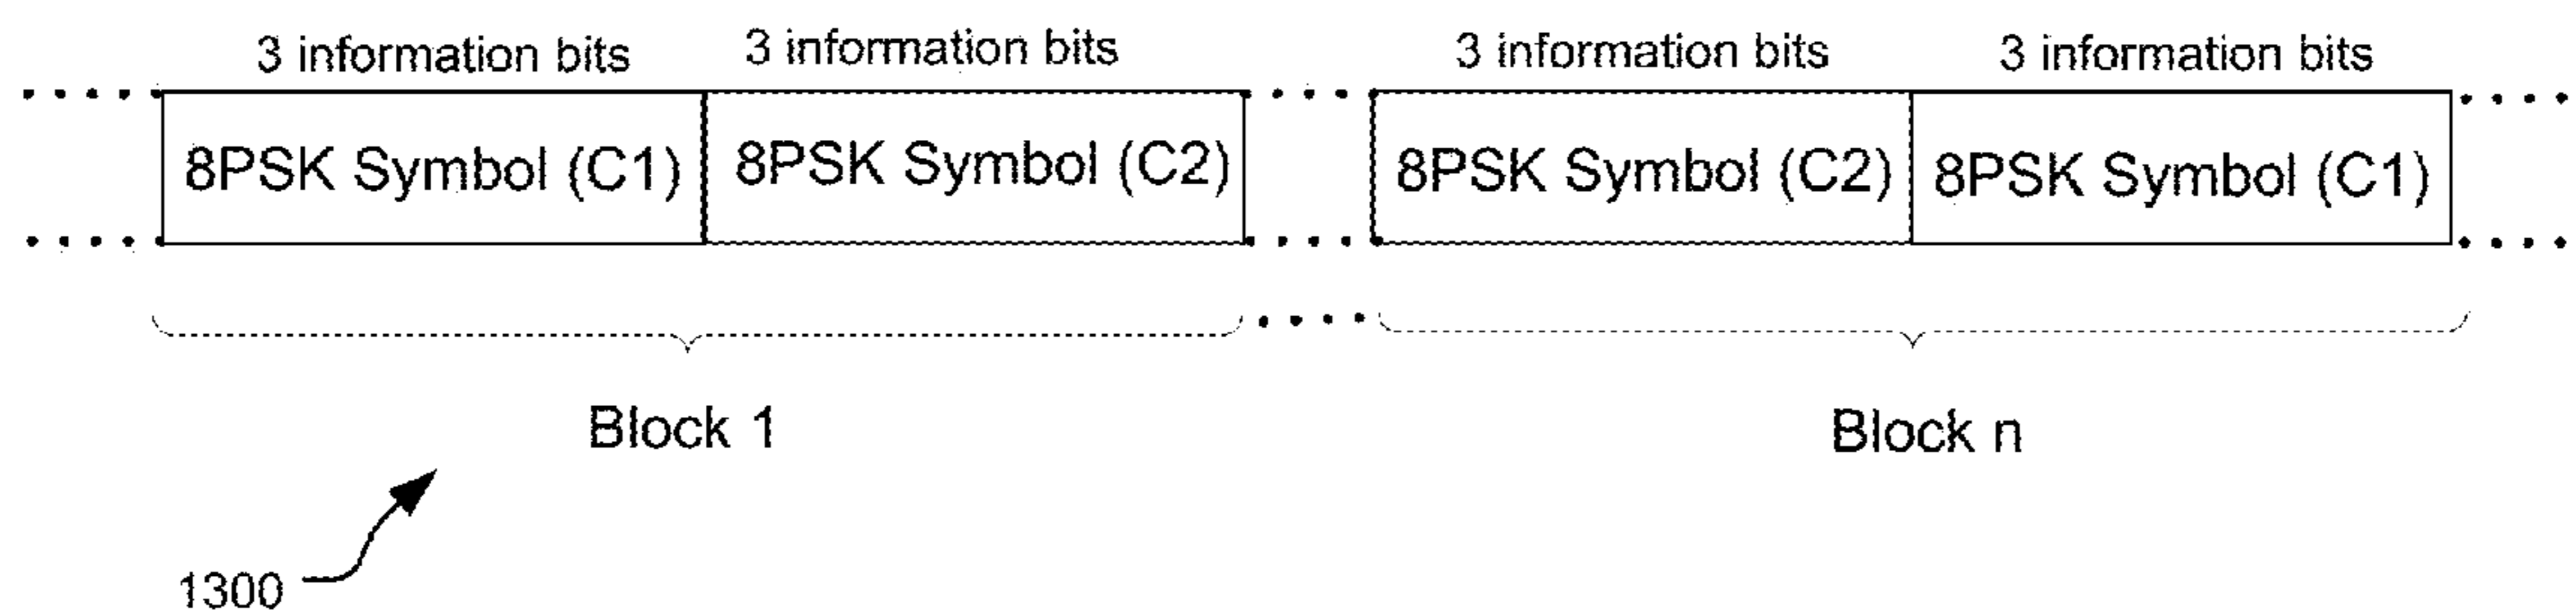 3 information bits 3 information bits 3 information bits 3 information bits
8PSK Symbol (C1) 8PSK Symbol (C2) 8PSK Symbol (C2) 8PSK Symbol (C1)
Block 1 Block n
1300